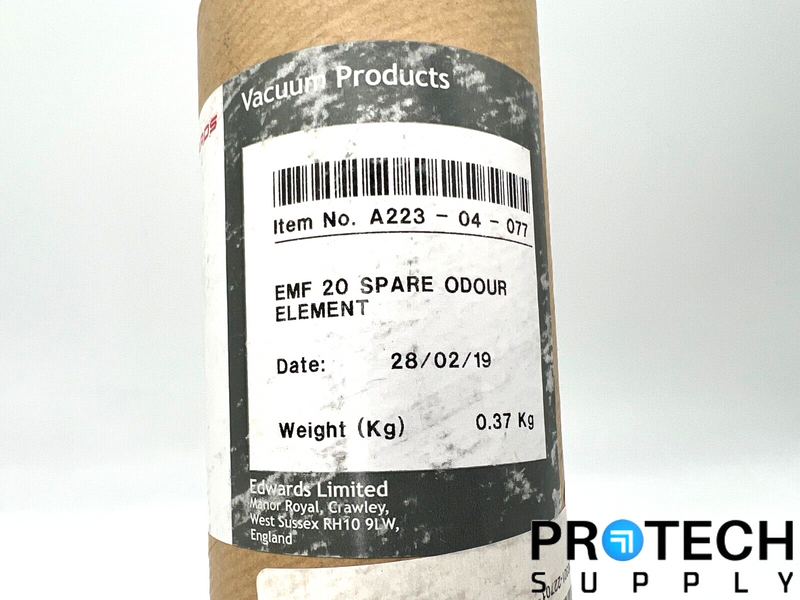 Vacuum Products
Item No. A223 - 04 - 077
EMF 20 SPARE ODOUR
ELEMENT
Date: 28/02/19
Weight (Kg) 0.37 Kg
Edwards Limited
Manor Royal, Crawley,
West Sussex RH10 9LW,
England
PROTECH
SUPPLY